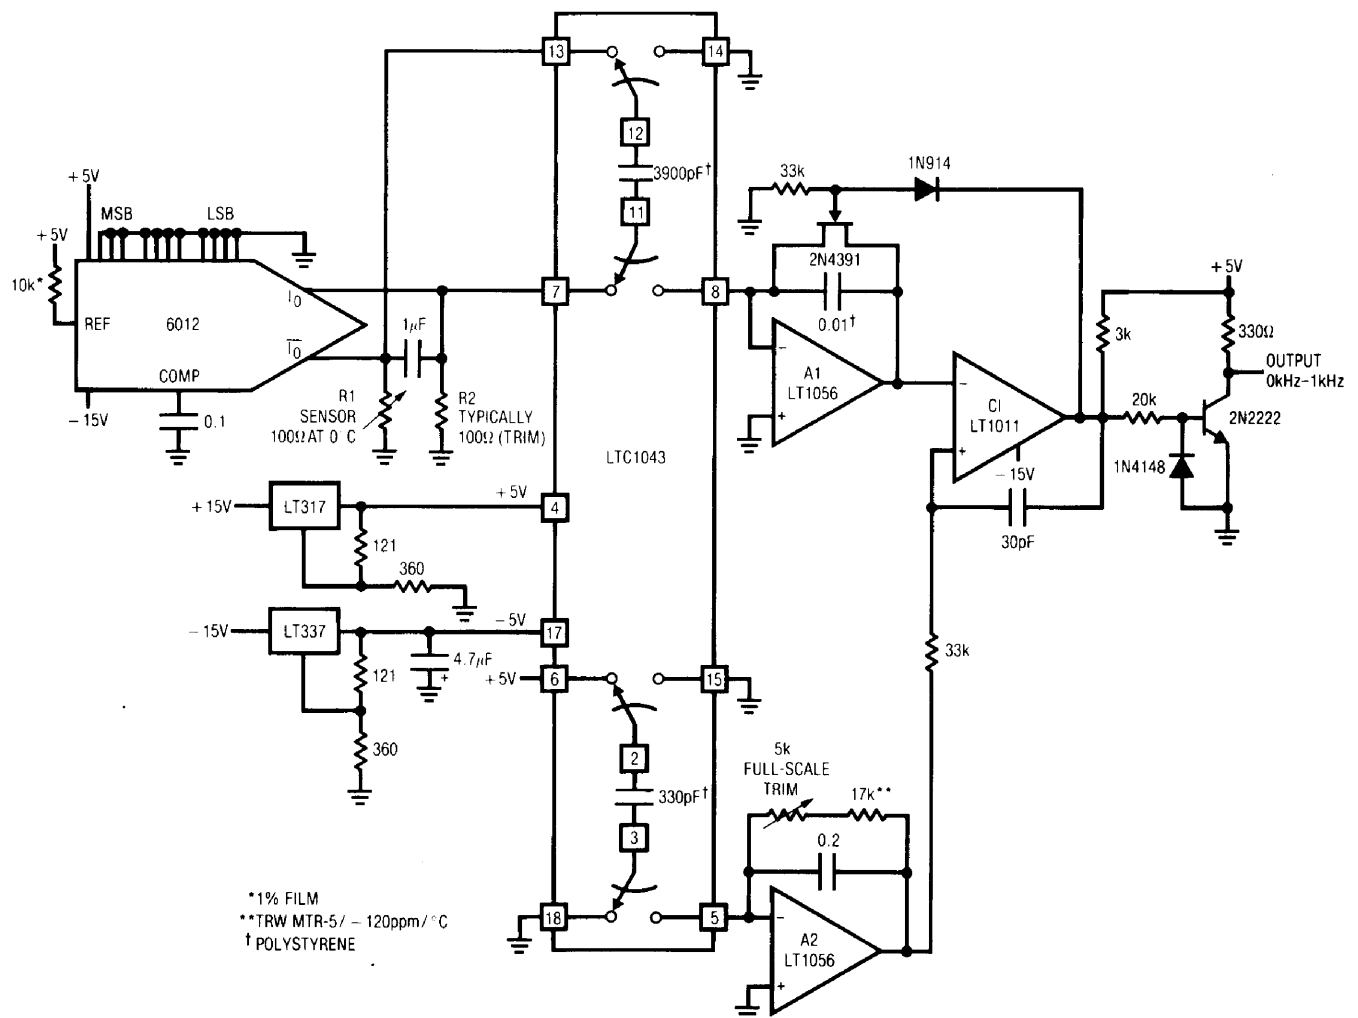 13
14
12
3900pF†
11
7
8
+5V
MSB
LSB
+5V
10k*
REF
6012
I0
I0
COMP
-15V
0.1
1µF
R1
SENSOR
100Ω AT 0°C
R2
TYPICALLY
100Ω (TRIM)
LTC1043
33k
1N914
2N4391
0.01†
-
A1
LT1056
+
-
CI
LT1011
+
-15V
30pF
3k
20k
1N4148
+5V
330Ω
OUTPUT
0kHz-1kHz
2N2222
33k
+15V
LT317
+5V
4
121
360
-15V
LT337
-5V
17
121
4.7µF
+
360
+5V
6
15
2
330pF†
3
18
5
5k
FULL-SCALE
TRIM
17k**
0.2
-
A2
LT1056
+
*1% FILM
**TRW MTR-5/ -120ppm/°C
† POLYSTYRENE